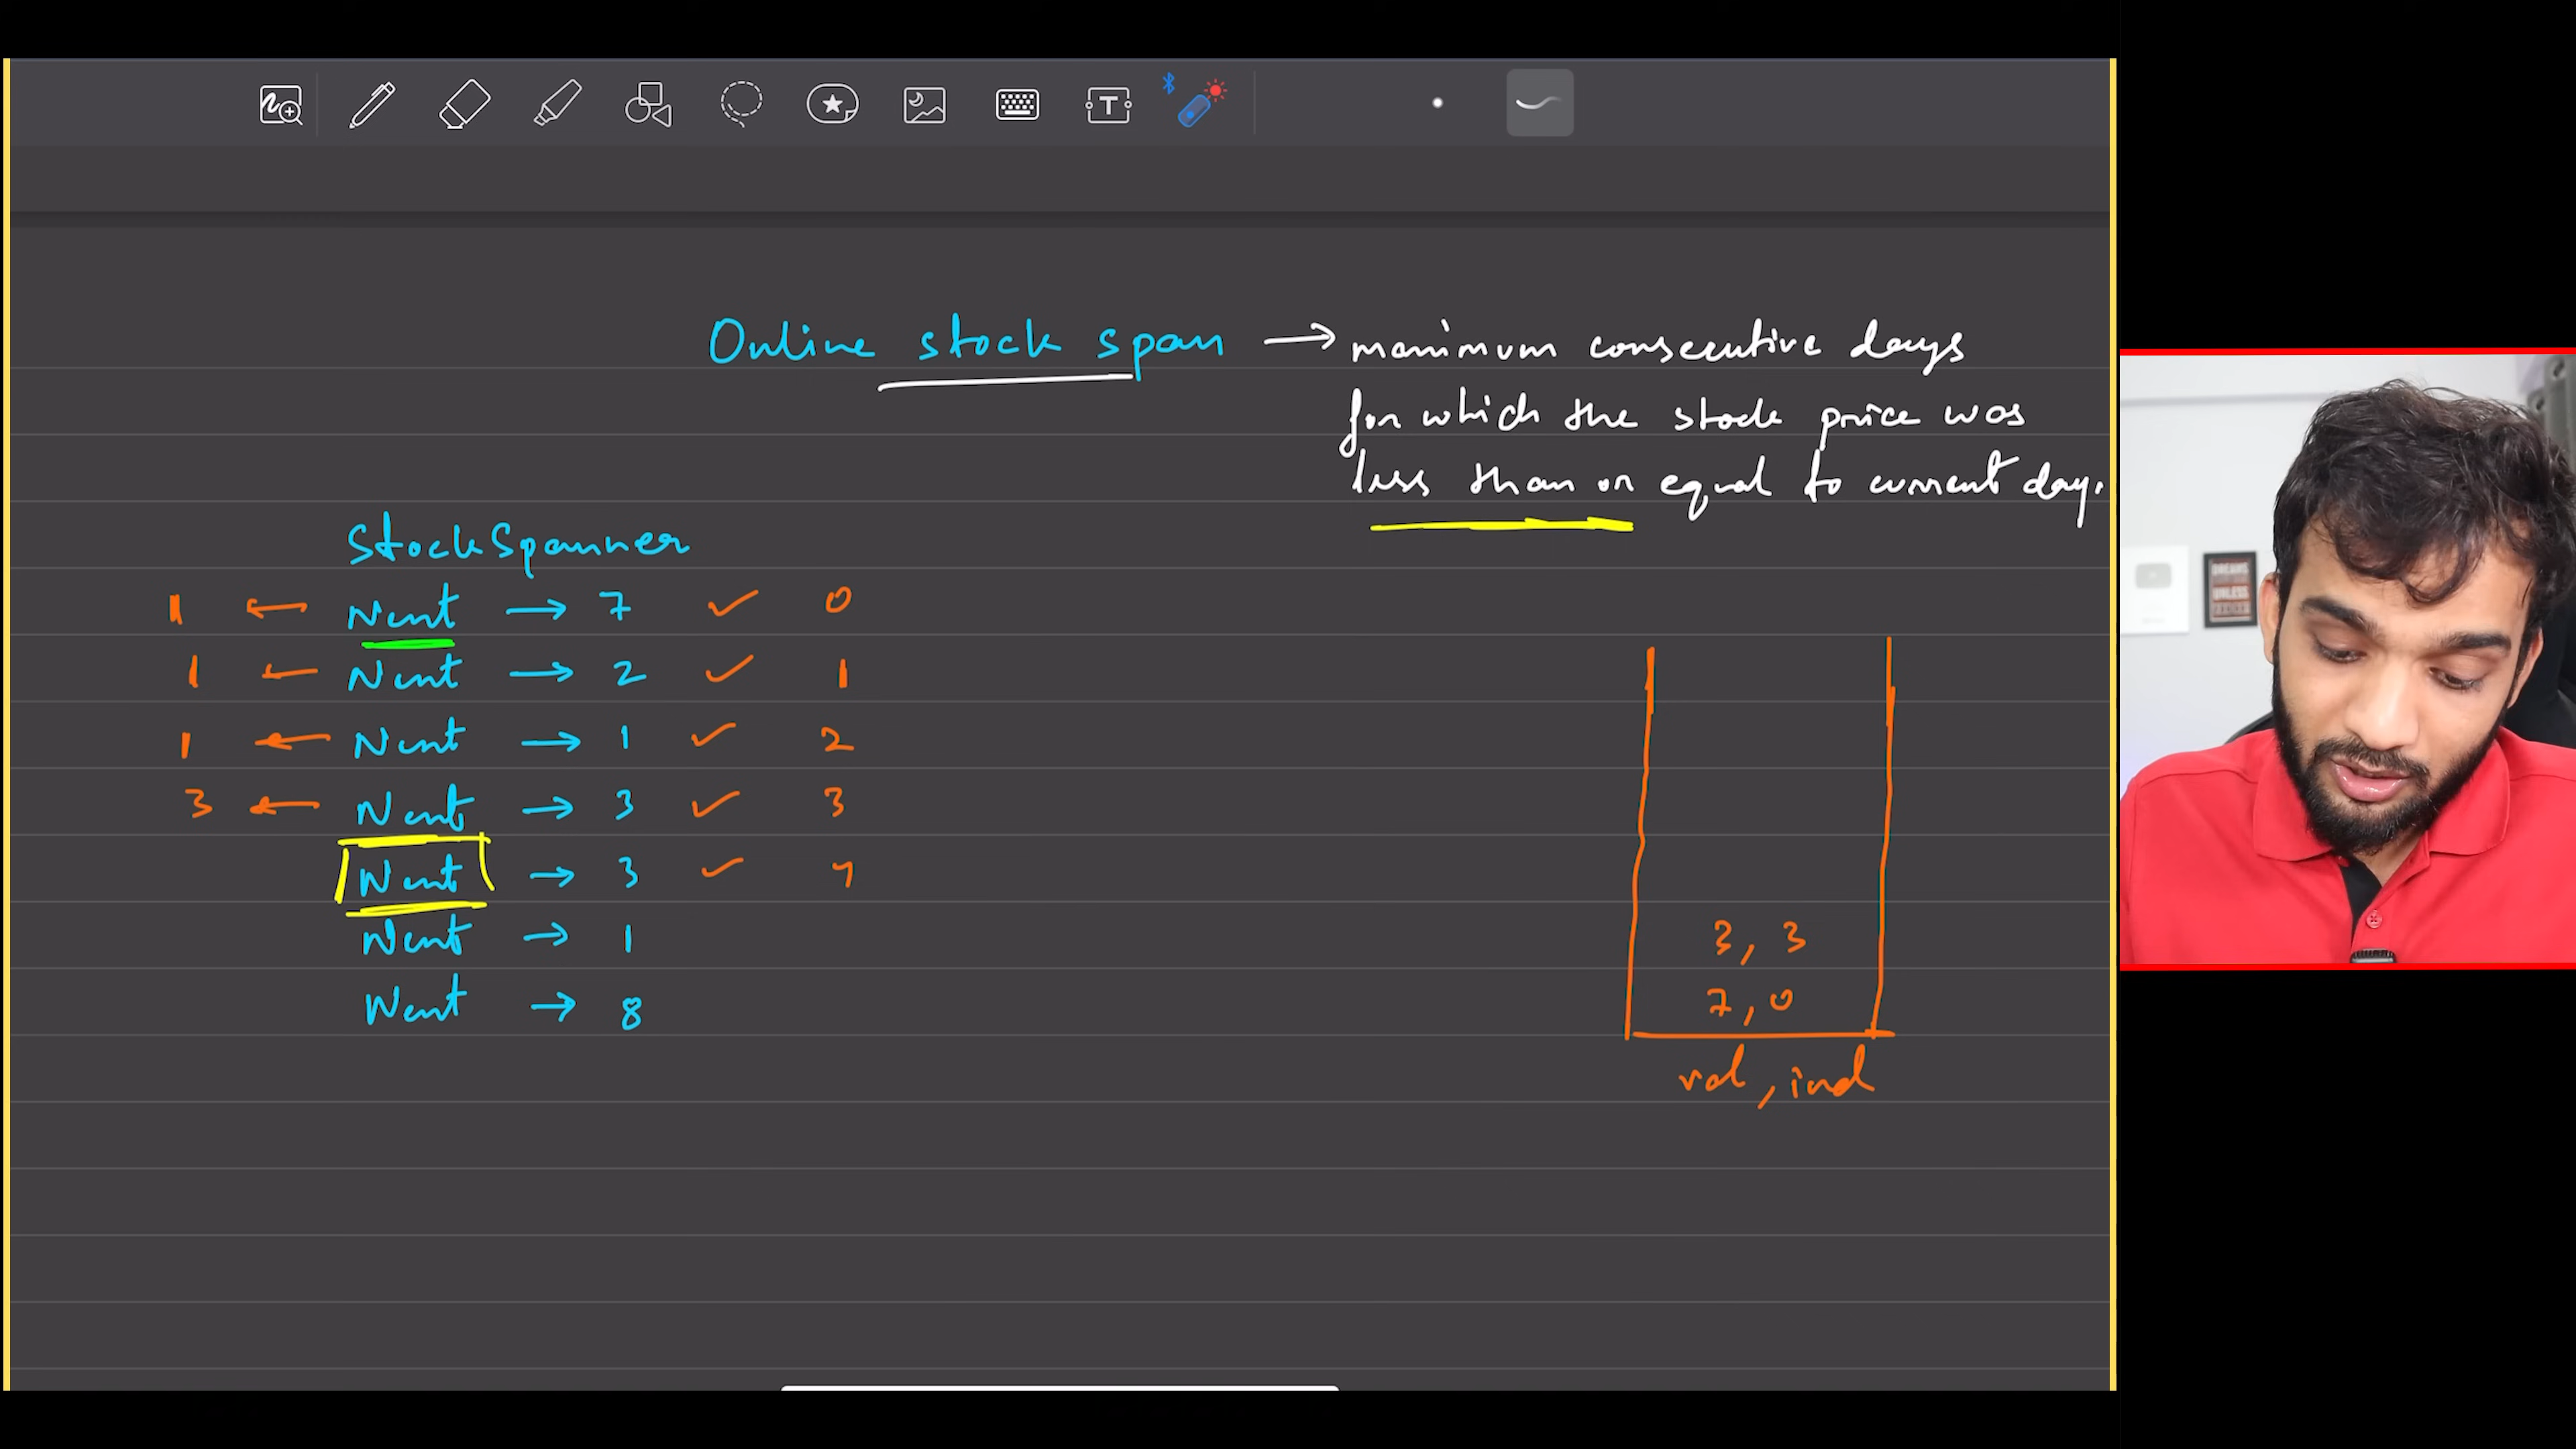 Online stock span → maximum consecutive days
for which the stock price was
less than or equal to current day.
StockSpanner
1 ← Next → 7 ✓ 0
1 ← Next → 2 ✓ 1
1 ← Next → 1 ✓ 2
3 ← Next → 3 ✓ 3
Next → 3 ✓ 4
Next → 1
Next → 8
3, 3
7, 0
val, ind